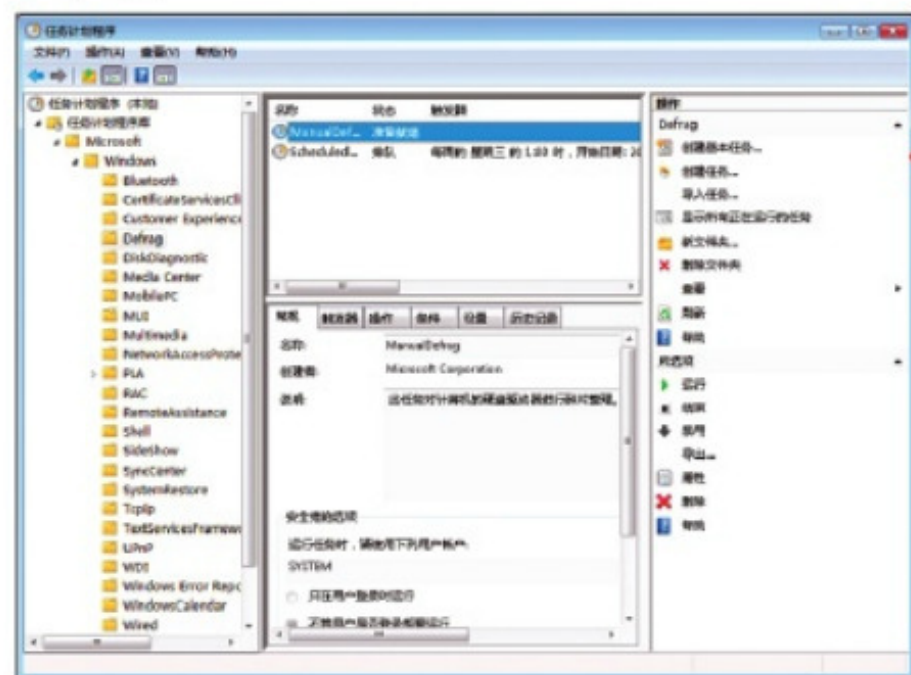 任务计划程序
文件(F) 操作(A) 查看(V) 帮助(H)
任务计划程序 (本地)
任务计划程序库
Microsoft
Windows
Bluetooth
CertificateServicesCli
Customer Experience
Defrag
DiskDiagnostic
Media Center
MobilePC
MUI
Multimedia
NetworkAccessProte
PLA
RAC
RemoteAssistance
Shell
SideShow
SyncCenter
SystemRestore
TcpIp
TextServicesFramew
UPnP
WDI
Windows Error Repo
WindowsCalendar
Wired
名称 状态 触发器
ManualDef... 准备就绪
Scheduled... 排队 每周的 星期三 的 1:00 时，开始日期: 20
常规 触发器 操作 条件 设置 历史记录
名称: ManualDefrag
创建者: Microsoft Corporation
说明: 此任务对计算机的硬盘驱动器进行碎片整理。
安全性选项
运行任务时，请使用下列用户帐户:
SYSTEM
只在用户登录时运行
不管用户是否登录都要运行
操作
Defrag
创建基本任务...
创建任务...
导入任务...
显示所有正在运行的任务
新文件夹...
删除文件夹
查看
刷新
帮助
所选项
运行
结束
禁用
导出...
属性
删除
帮助